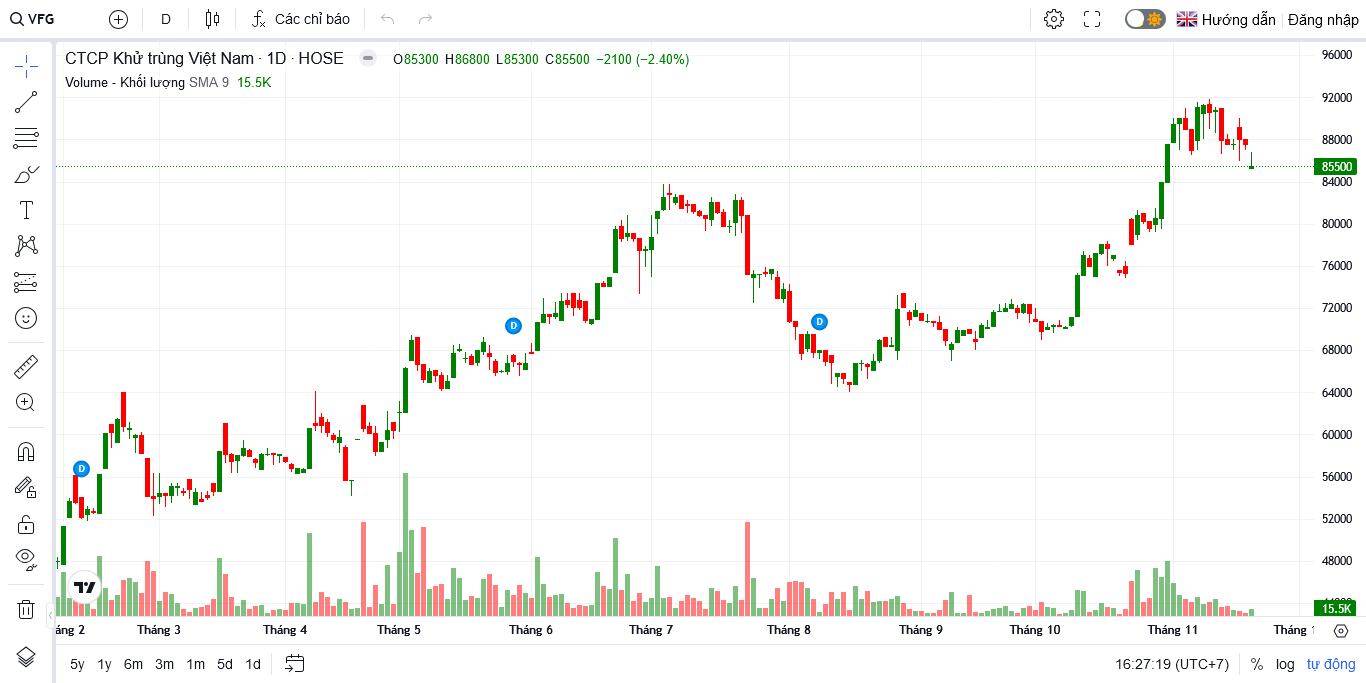 VFG D Các chỉ báo Hướng dẫn Đăng nhập
CTCP Khử trùng Việt Nam · 1D · HOSE O85300 H86800 L85300 C85500 −2100 (−2.40%)
Volume - Khối lượng SMA 9 15.5K
96000
92000
88000
85500
84000
80000
76000
72000
68000
64000
60000
56000
52000
48000
15.5K
D
D
D
Tháng 3 Tháng 4 Tháng 5 Tháng 6 Tháng 7 Tháng 8 Tháng 9 Tháng 10 Tháng 11
5y 1y 6m 3m 1m 5d 1d 16:27:19 (UTC+7) % log tự động